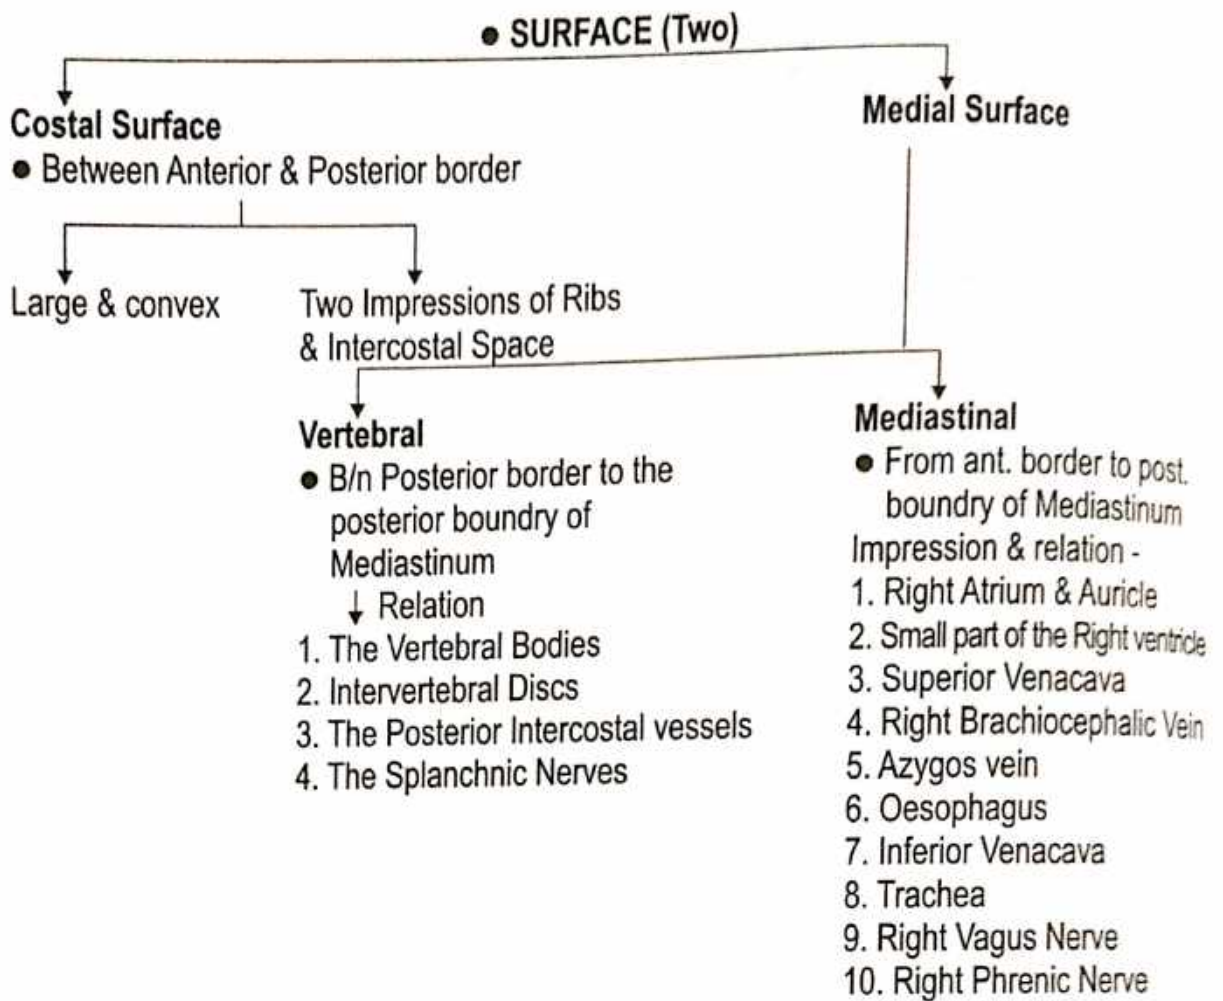 ● SURFACE (Two)
Costal Surface
● Between Anterior & Posterior border
Large & convex
Two Impressions of Ribs
& Intercostal Space
Medial Surface
Vertebral
● B/n Posterior border to the
posterior boundry of
Mediastinum
↓ Relation
1. The Vertebral Bodies
2. Intervertebral Discs
3. The Posterior Intercostal vessels
4. The Splanchnic Nerves
Mediastinal
● From ant. border to post.
boundry of Mediastinum
Impression & relation -
1. Right Atrium & Auricle
2. Small part of the Right ventricle
3. Superior Venacava
4. Right Brachiocephalic Vein
5. Azygos vein
6. Oesophagus
7. Inferior Venacava
8. Trachea
9. Right Vagus Nerve
10. Right Phrenic Nerve